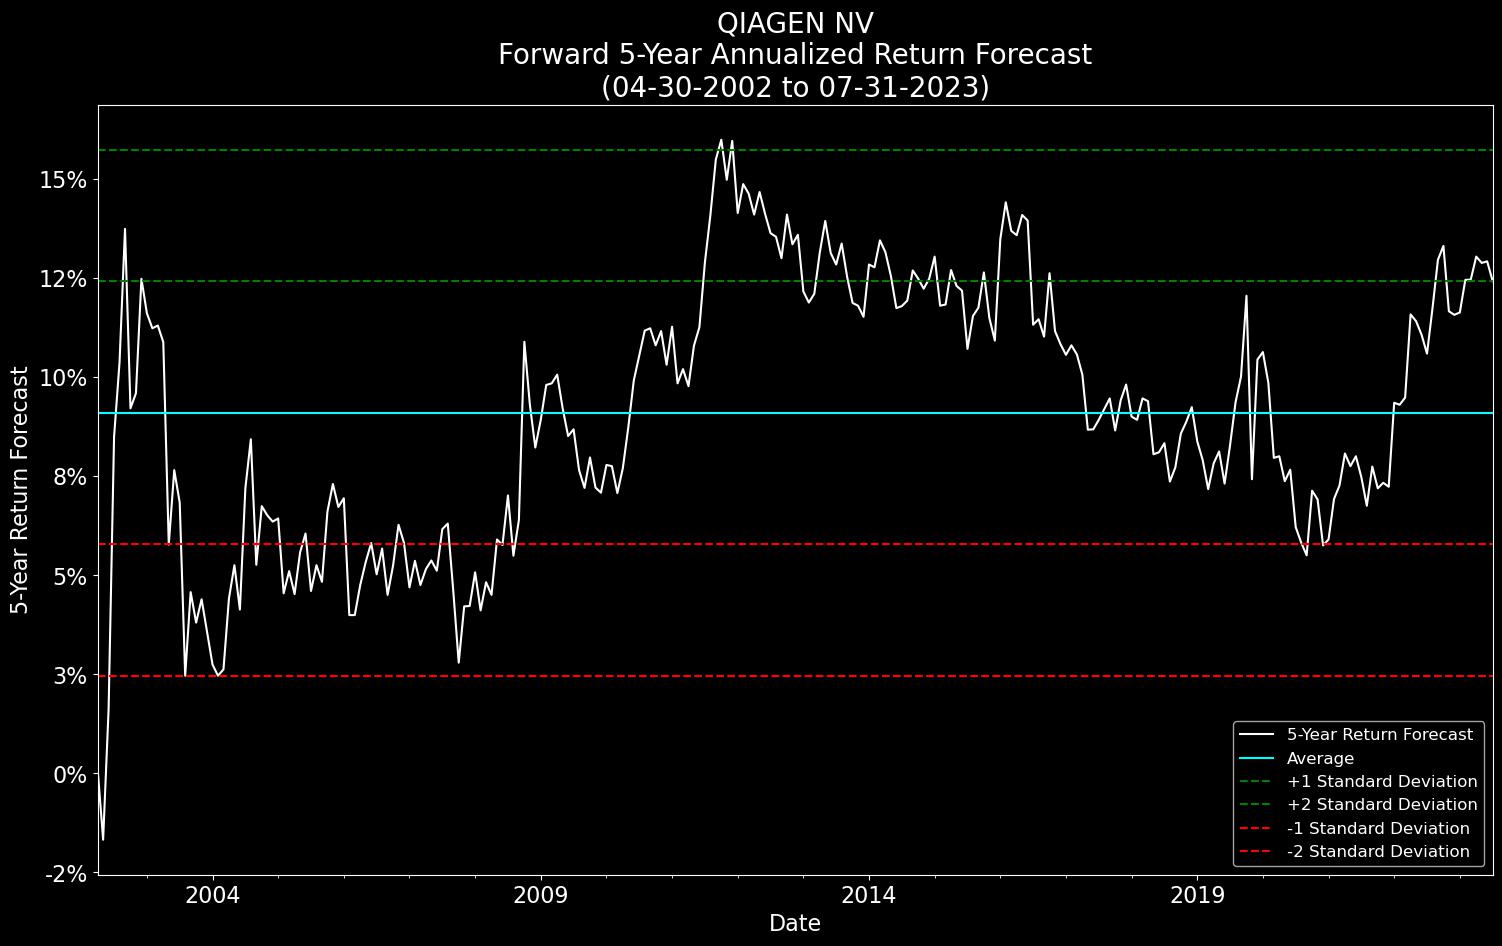 QIAGEN NV
Forward 5-Year Annualized Return Forecast
(04-30-2002 to 07-31-2023)
15%
12%
10%
8%
5%
3%
0%
-2%
5-Year Return Forecast
2004
2009
2014
2019
Date
5-Year Return Forecast
Average
+1 Standard Deviation
+2 Standard Deviation
-1 Standard Deviation
-2 Standard Deviation